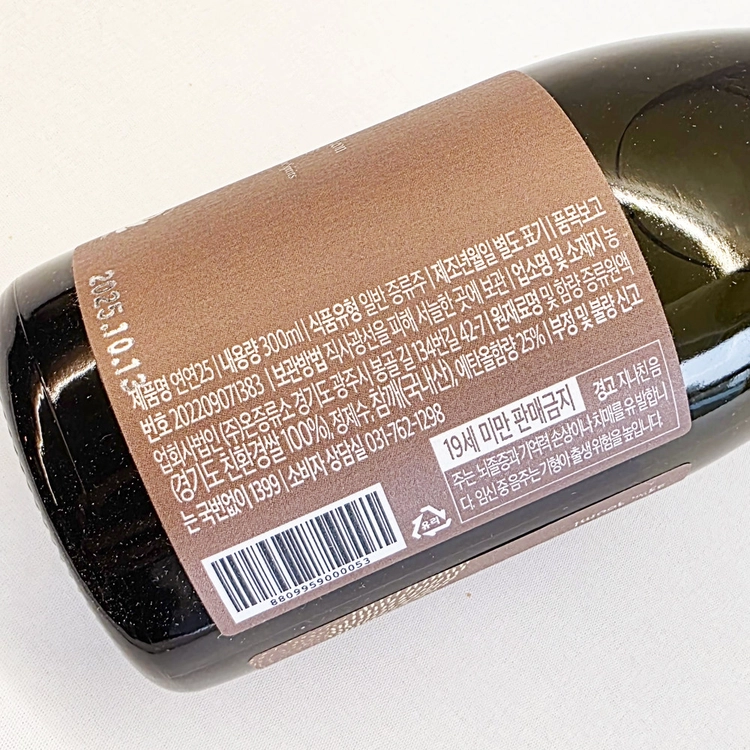 2025.10.13
제품명 연연25 | 내용량 300ml | 식품유형 일반 증류주 | 제조년월일 별도 표기 | 품목보고
번호 202209071383 | 보관방법 직사광선을 피해 서늘한 곳에 보관 | 업소명 및 소재지 농
업회사법인 (주)온증류소 경기도 광주시 봉골길 134번길 42-7 | 원재료명 및 함량 증류원액
(경기도 친환경쌀 100%), 정제수, 참깨(국내산), 에탄올함량 25% | 부정 및 불량 신고
는 국번없이 1399 | 소비자 상담실 031-762-1298
19세 미만 판매금지
경고 지나친 음
주는 뇌졸중과 기억력 손상이나 치매를 유발합니
다. 임신 중 음주는 기형아 출생 위험을 높입니다.
유리
8809959000053